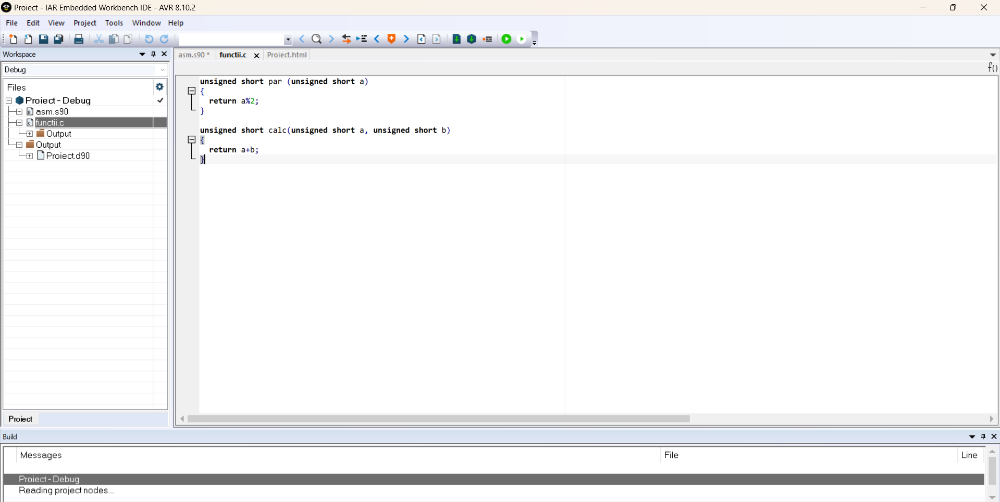 Proiect - IAR Embedded Workbench IDE - AVR 8.10.2
File Edit View Project Tools Window Help
Workspace
Debug
Files
Proiect - Debug
asm.s90
functii.c
Output
Output
Proiect.d90
Proiect
asm.s90 * functii.c Proiect.html
f()
unsigned short par (unsigned short a)
{
return a%2;
}
unsigned short calc(unsigned short a, unsigned short b)
{
return a+b;
}
Build
Messages File Line
Proiect - Debug
Reading project nodes...